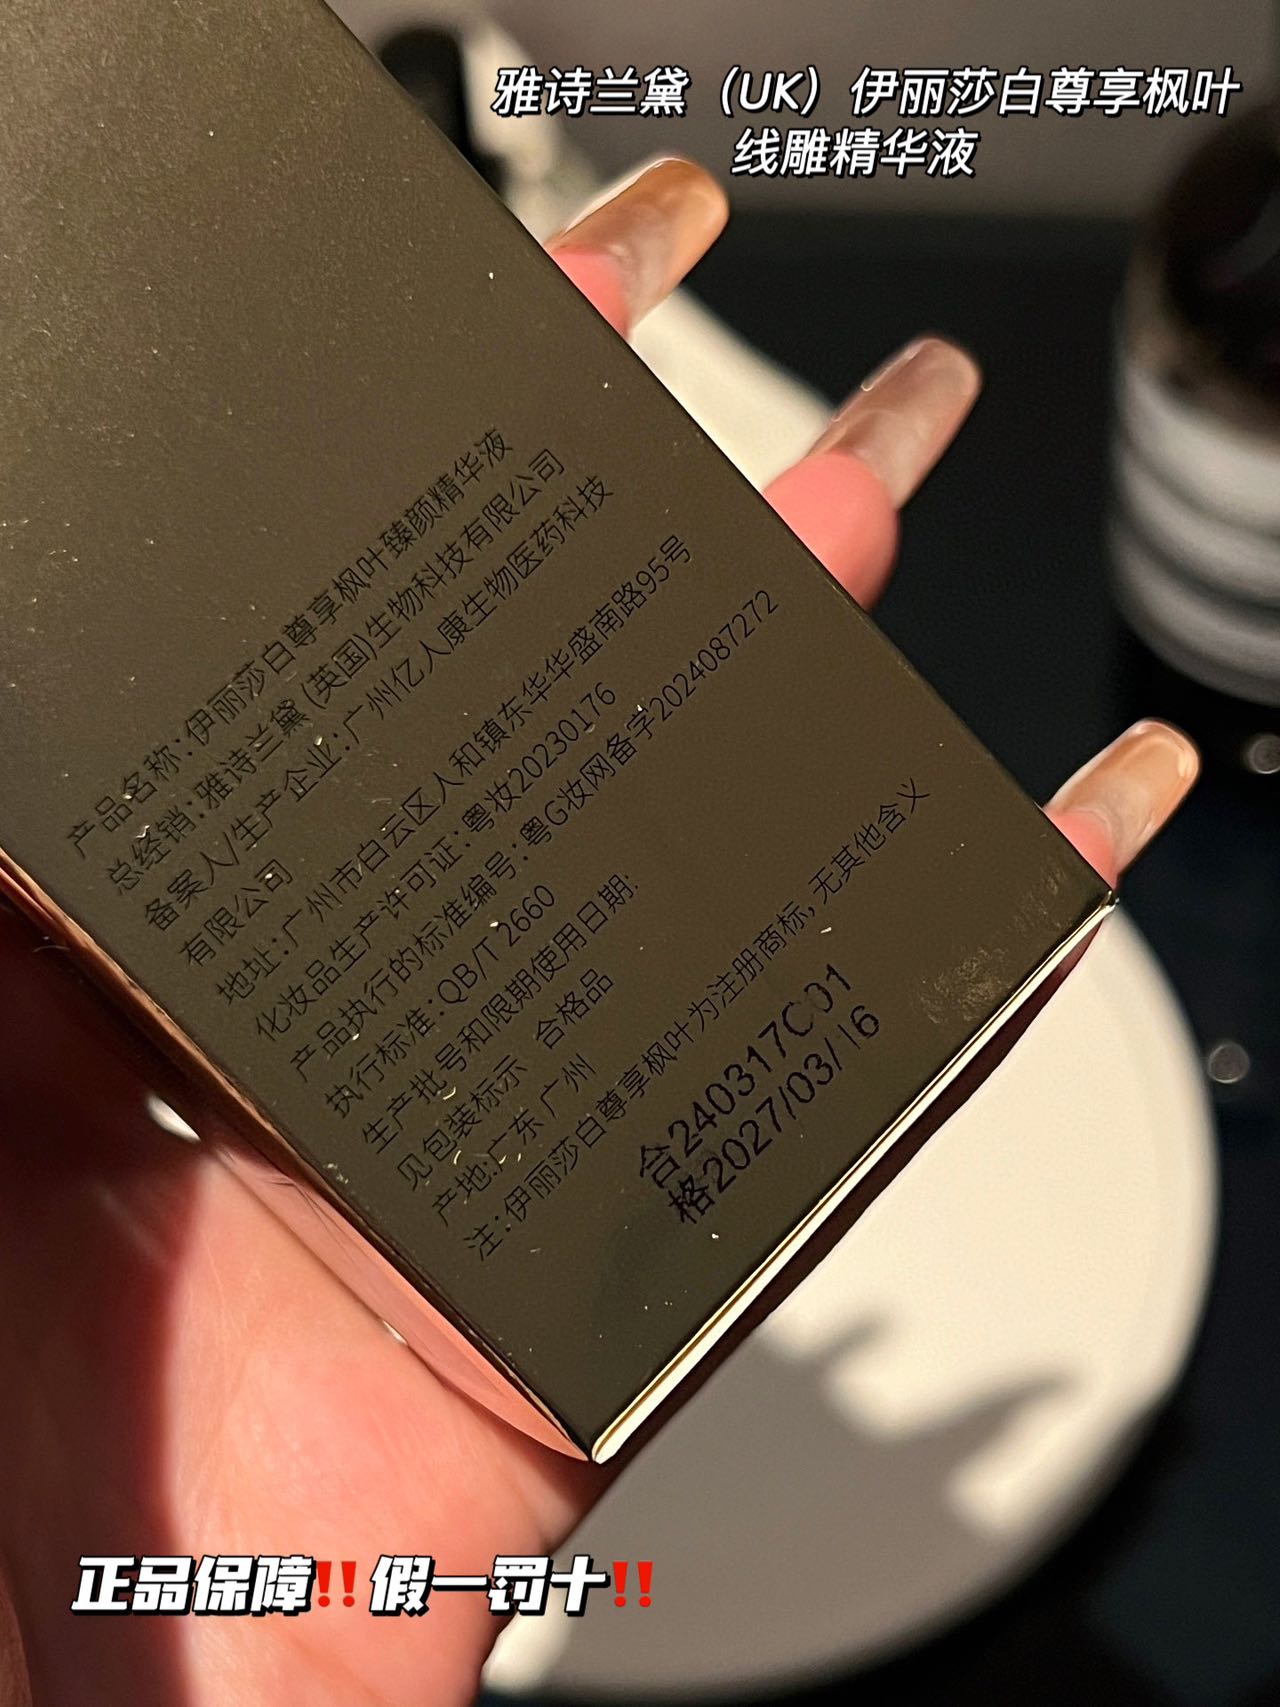 雅诗兰黛（UK）伊丽莎白尊享枫叶
线雕精华液
产品名称:伊丽莎白尊享枫叶臻颜精华液
总经销:雅诗兰黛(英国)生物科技有限公司
备案人/生产企业:广州亿人康生物医药科技
有限公司
地址:广州市白云区人和镇东华华盛南路95号
化妆品生产许可证:粤妆20230176
产品执行的标准编号:粤G妆网备字2024087272
执行标准:QB/T 2660
生产批号和限期使用日期:
见包装标示 合格品
产地:广东 广州
注:伊丽莎白尊享枫叶为注册商标,无其他含义
合240317C01
格2027/03/16
正品保障‼️假一罚十‼️